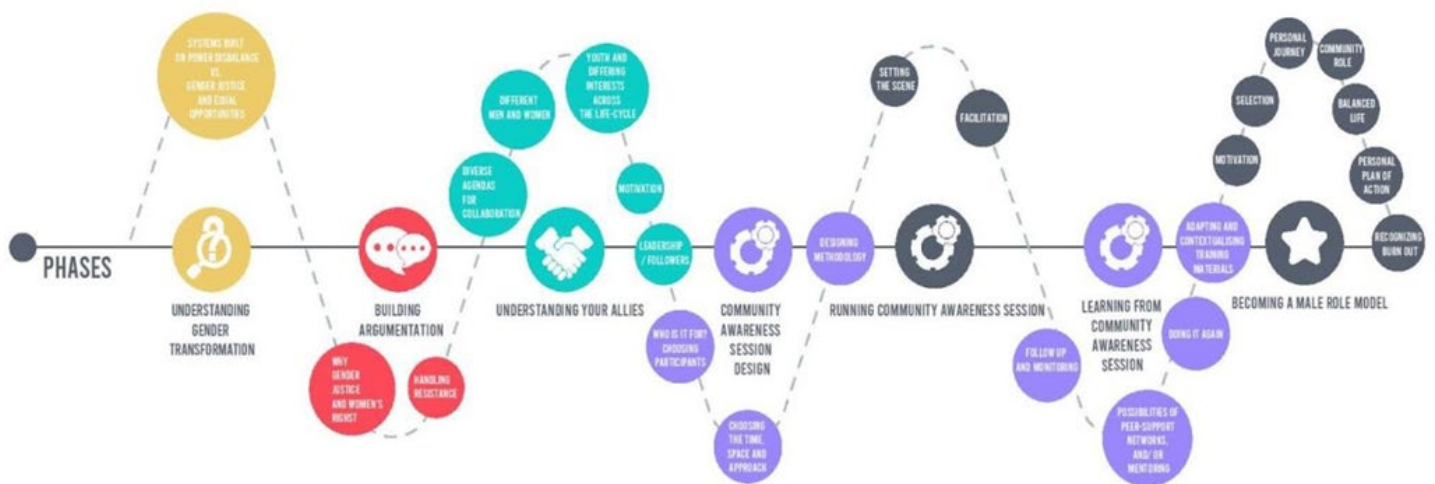 SYSTEMS BUILT
ON POWER DISBALANCE
VS.
GENDER JUSTICE
AND EQUAL
OPPORTUNITIES
PHASES
UNDERSTANDING
GENDER
TRANSFORMATION
WHY
GENDER
JUSTICE
AND WOMEN'S
RIGHST
BUILDING
ARGUMENTATION
HANDLING
RESISTANCE
DIVERSE
AGENDAS
FOR
COLLABORATION
DIFFERENT
MEN AND WOMEN
YOUTH AND
DIFFERING
INTERESTS
ACROSS
THE LIFE-CYCLE
UNDERSTANDING YOUR ALLIES
MOTIVATION
LEADERSHIP
/ FOLLOWERS
WHO IS IT FOR?
CHOOSING
PARTICIPANTS
COMMUNITY
AWARENESS
SESSION
DESIGN
CHOOSING
THE TIME,
SPACE AND
APPROACH
DESIGNING
METHODOLOGY
SETTING
THE SCENE
FACILITATION
RUNNING COMMUNITY AWARENESS SESSION
FOLLOW UP
AND MONITORING
LEARNING FROM
COMMUNITY
AWARENESS
SESSION
POSSIBILITIES OF
PEER-SUPPORT
NETWORKS,
AND/ OR
MENTORING
DOING IT AGAIN
ADAPTING AND
CONTEXTUALISING
TRAINING
MATERIALS
MOTIVATION
SELECTION
PERSONAL
JOURNEY
COMMUNITY
ROLE
BALANCED
LIFE
PERSONAL
PLAN OF
ACTION
RECOGNIZING
BURN OUT
BECOMING A MALE ROLE MODEL